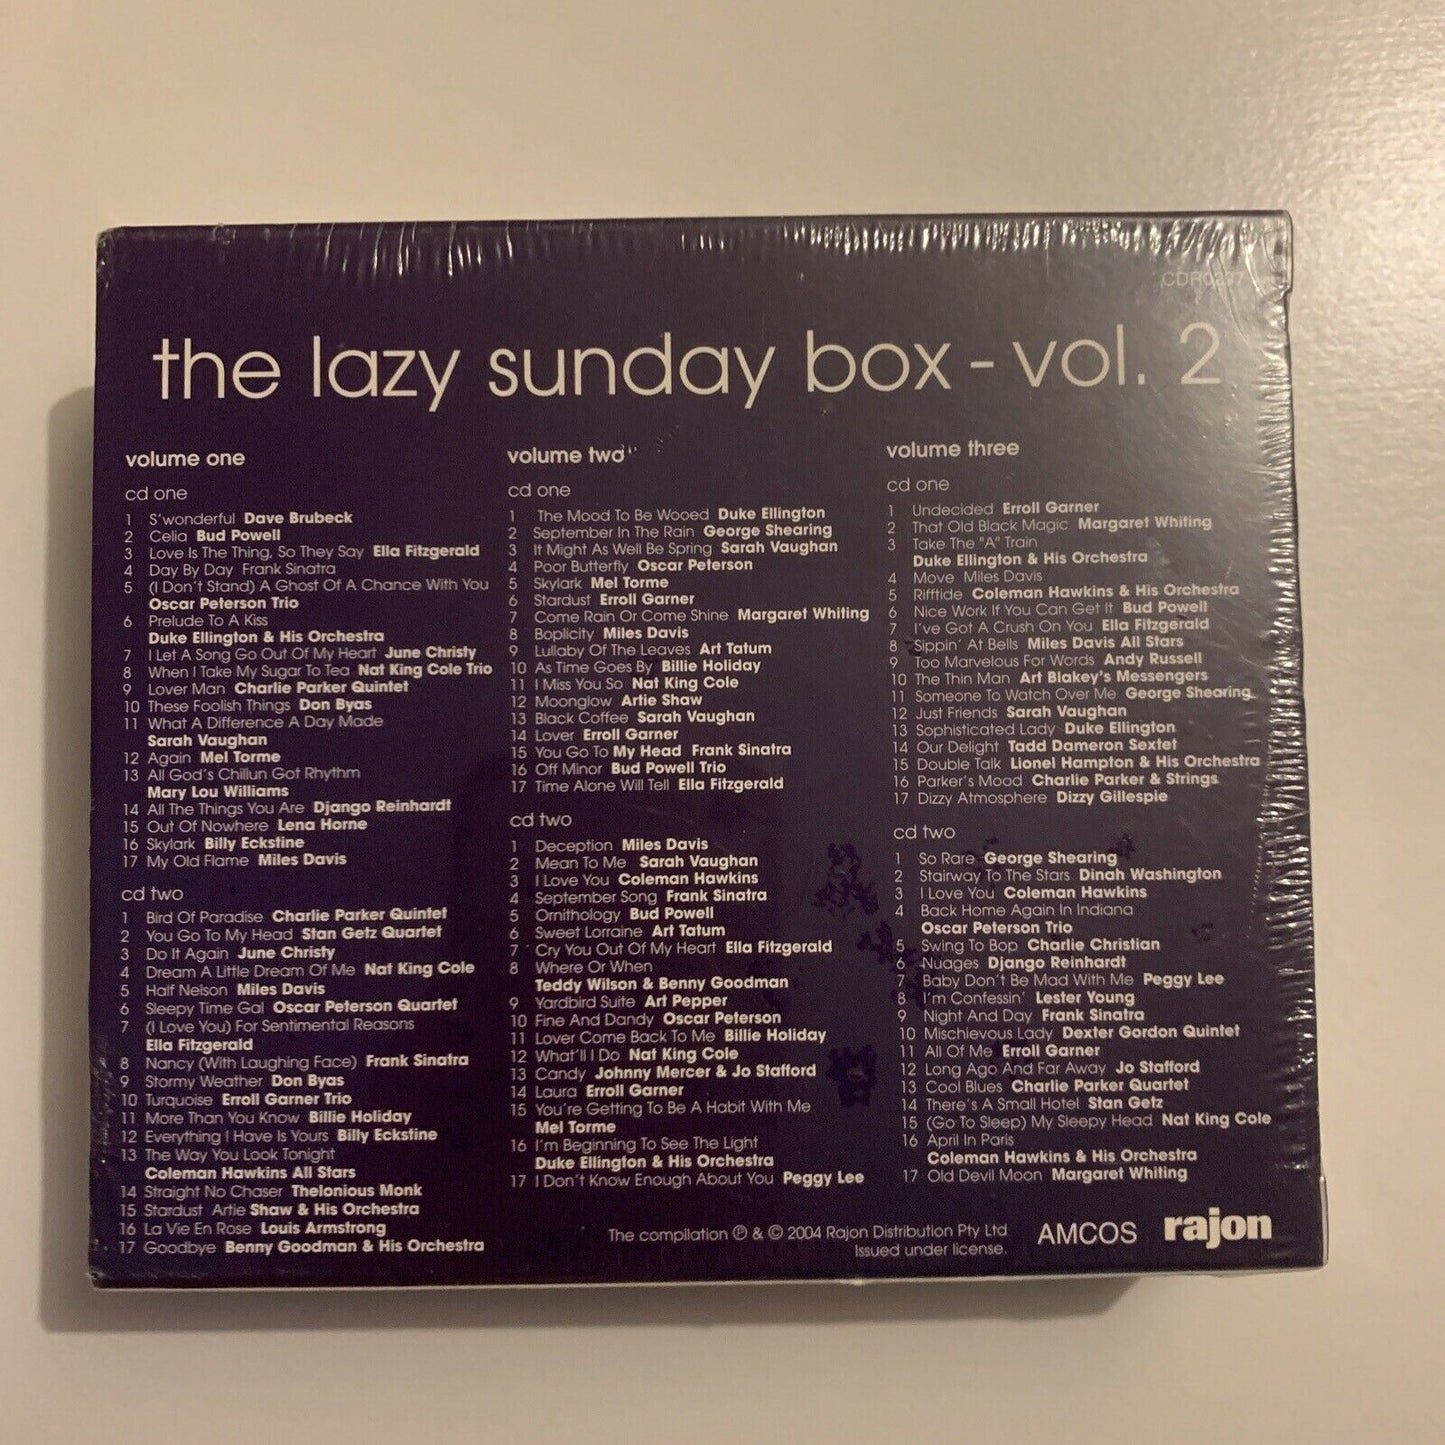 CDR0237
the lazy sunday box - vol. 2
volume one
cd one
1 S'wonderful Dave Brubeck
2 Celia Bud Powell
3 Love Is The Thing, So They Say Ella Fitzgerald
4 Day By Day Frank Sinatra
5 (I Don't Stand) A Ghost Of A Chance With You
Oscar Peterson Trio
6 Prelude To A Kiss
Duke Ellington & His Orchestra
7 I Let A Song Go Out Of My Heart June Christy
8 When I Take My Sugar To Tea Nat King Cole Trio
9 Lover Man Charlie Parker Quintet
10 These Foolish Things Don Byas
11 What A Difference A Day Made
Sarah Vaughan
12 Again Mel Torme
13 All God's Chillun Got Rhythm
Mary Lou Williams
14 All The Things You Are Django Reinhardt
15 Out Of Nowhere Lena Horne
16 Skylark Billy Eckstine
17 My Old Flame Miles Davis
cd two
1 Bird Of Paradise Charlie Parker Quintet
2 You Go To My Head Stan Getz Quartet
3 Do It Again June Christy
4 Dream A Little Dream Of Me Nat King Cole
5 Half Nelson Miles Davis
6 Sleepy Time Gal Oscar Peterson Quartet
7 (I Love You) For Sentimental Reasons
Ella Fitzgerald
8 Nancy (With Laughing Face) Frank Sinatra
9 Stormy Weather Don Byas
10 Turquoise Erroll Garner Trio
11 More Than You Know Billie Holiday
12 Everything I Have Is Yours Billy Eckstine
13 The Way You Look Tonight
Coleman Hawkins All Stars
14 Straight No Chaser Thelonious Monk
15 Stardust Artie Shaw & His Orchestra
16 La Vie En Rose Louis Armstrong
17 Goodbye Benny Goodman & His Orchestra
volume two
cd one
1 The Mood To Be Wooed Duke Ellington
2 September In The Rain George Shearing
3 It Might As Well Be Spring Sarah Vaughan
4 Poor Butterfly Oscar Peterson
5 Skylark Mel Torme
6 Stardust Erroll Garner
7 Come Rain Or Come Shine Margaret Whiting
8 Boplicity Miles Davis
9 Lullaby Of The Leaves Art Tatum
10 As Time Goes By Billie Holiday
11 I Miss You So Nat King Cole
12 Moonglow Artie Shaw
13 Black Coffee Sarah Vaughan
14 Lover Erroll Garner
15 You Go To My Head Frank Sinatra
16 Off Minor Bud Powell Trio
17 Time Alone Will Tell Ella Fitzgerald
cd two
1 Deception Miles Davis
2 Mean To Me Sarah Vaughan
3 I Love You Coleman Hawkins
4 September Song Frank Sinatra
5 Ornithology Bud Powell
6 Sweet Lorraine Art Tatum
7 Cry You Out Of My Heart Ella Fitzgerald
8 Where Or When
Teddy Wilson & Benny Goodman
9 Yardbird Suite Art Pepper
10 Fine And Dandy Oscar Peterson
11 Lover Come Back To Me Billie Holiday
12 What'll I Do Nat King Cole
13 Candy Johnny Mercer & Jo Stafford
14 Laura Erroll Garner
15 You're Getting To Be A Habit With Me
Mel Torme
16 I'm Beginning To See The Light
Duke Ellington & His Orchestra
17 I Don't Know Enough About You Peggy Lee
volume three
cd one
1 Undecided Erroll Garner
2 That Old Black Magic Margaret Whiting
3 Take The "A" Train
Duke Ellington & His Orchestra
4 Move Miles Davis
5 Rifftide Coleman Hawkins & His Orchestra
6 Nice Work If You Can Get It Bud Powell
7 I've Got A Crush On You Ella Fitzgerald
8 Sippin' At Bells Miles Davis All Stars
9 Too Marvelous For Words Andy Russell
10 The Thin Man Art Blakey's Messengers
11 Someone To Watch Over Me George Shearing
12 Just Friends Sarah Vaughan
13 Sophisticated Lady Duke Ellington
14 Our Delight Tadd Dameron Sextet
15 Double Talk Lionel Hampton & His Orchestra
16 Parker's Mood Charlie Parker & Strings
17 Dizzy Atmosphere Dizzy Gillespie
cd two
1 So Rare George Shearing
2 Stairway To The Stars Dinah Washington
3 I Love You Coleman Hawkins
4 Back Home Again In Indiana
Oscar Peterson Trio
5 Swing To Bop Charlie Christian
6 Nuages Django Reinhardt
7 Baby Don't Be Mad With Me Peggy Lee
8 I'm Confessin' Lester Young
9 Night And Day Frank Sinatra
10 Mischievous Lady Dexter Gordon Quintet
11 All Of Me Erroll Garner
12 Long Ago And Far Away Jo Stafford
13 Cool Blues Charlie Parker Quartet
14 There's A Small Hotel Stan Getz
15 (Go To Sleep) My Sleepy Head Nat King Cole
16 April In Paris
Coleman Hawkins & His Orchestra
17 Old Devil Moon Margaret Whiting
The compilation ℗ & © 2004 Rajon Distribution Pty Ltd
Issued under license.
AMCOS
rajon